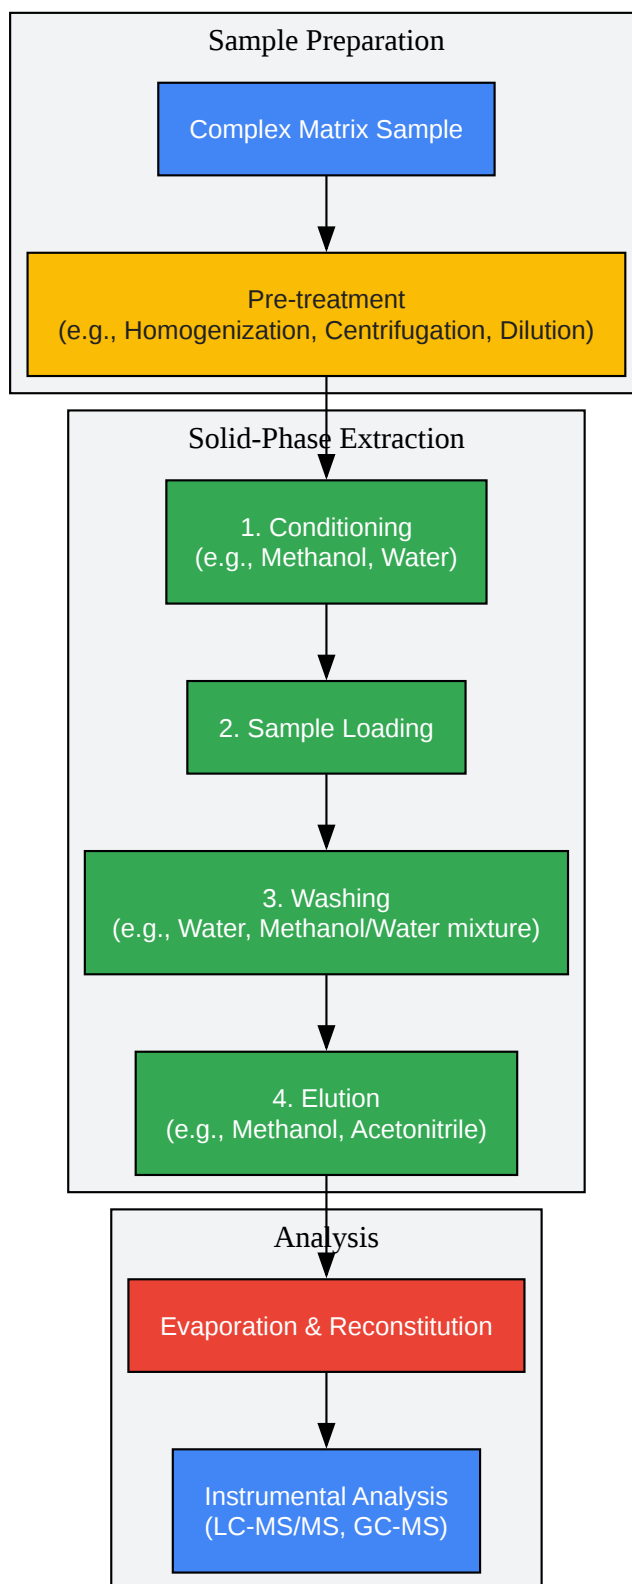 Sample Preparation
Complex Matrix Sample
Pre-treatment
(e.g., Homogenization, Centrifugation, Dilution)
Solid-Phase Extraction
1. Conditioning
(e.g., Methanol, Water)
2. Sample Loading
3. Washing
(e.g., Water, Methanol/Water mixture)
4. Elution
(e.g., Methanol, Acetonitrile)
Analysis
Evaporation & Reconstitution
Instrumental Analysis
(LC-MS/MS, GC-MS)